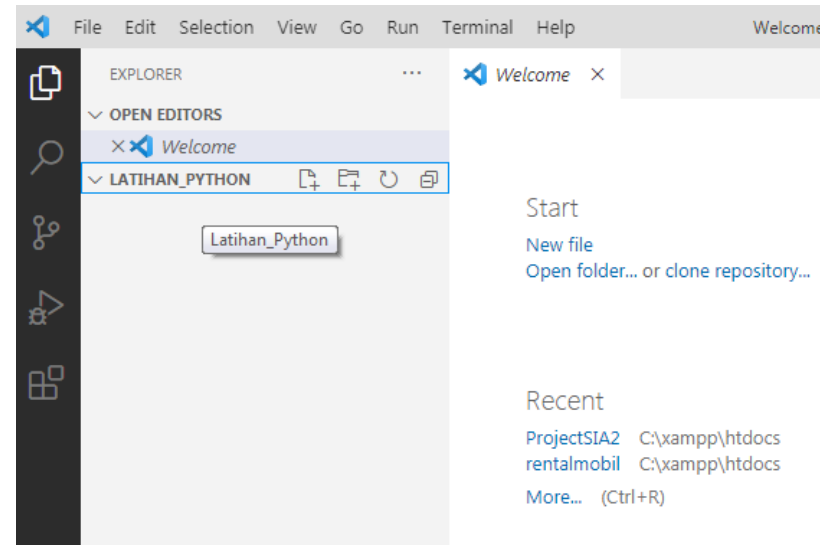 File Edit Selection View Go Run Terminal Help Welcome
EXPLORER ...
Welcome
OPEN EDITORS
Welcome
LATIHAN_PYTHON
Latihan_Python
Start
New file
Open folder... or clone repository...
Recent
ProjectSIA2 C:\xampp\htdocs
rentalmobil C:\xampp\htdocs
More... (Ctrl+R)